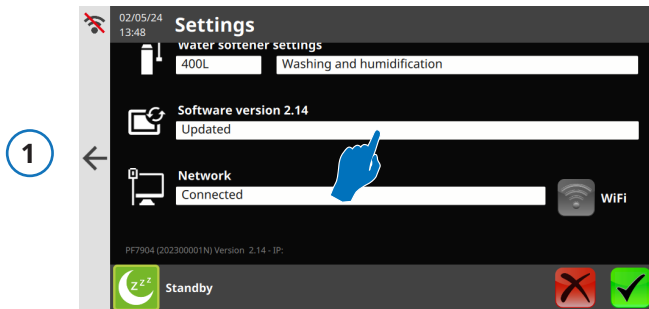 02/05/24
13:48
Settings
Water softener settings
400L
Washing and humidification
Software version 2.14
Updated
1
Network
Connected
WiFi
PF7904 (202300001N) Version 2.14 - IP:
zzz
Standby